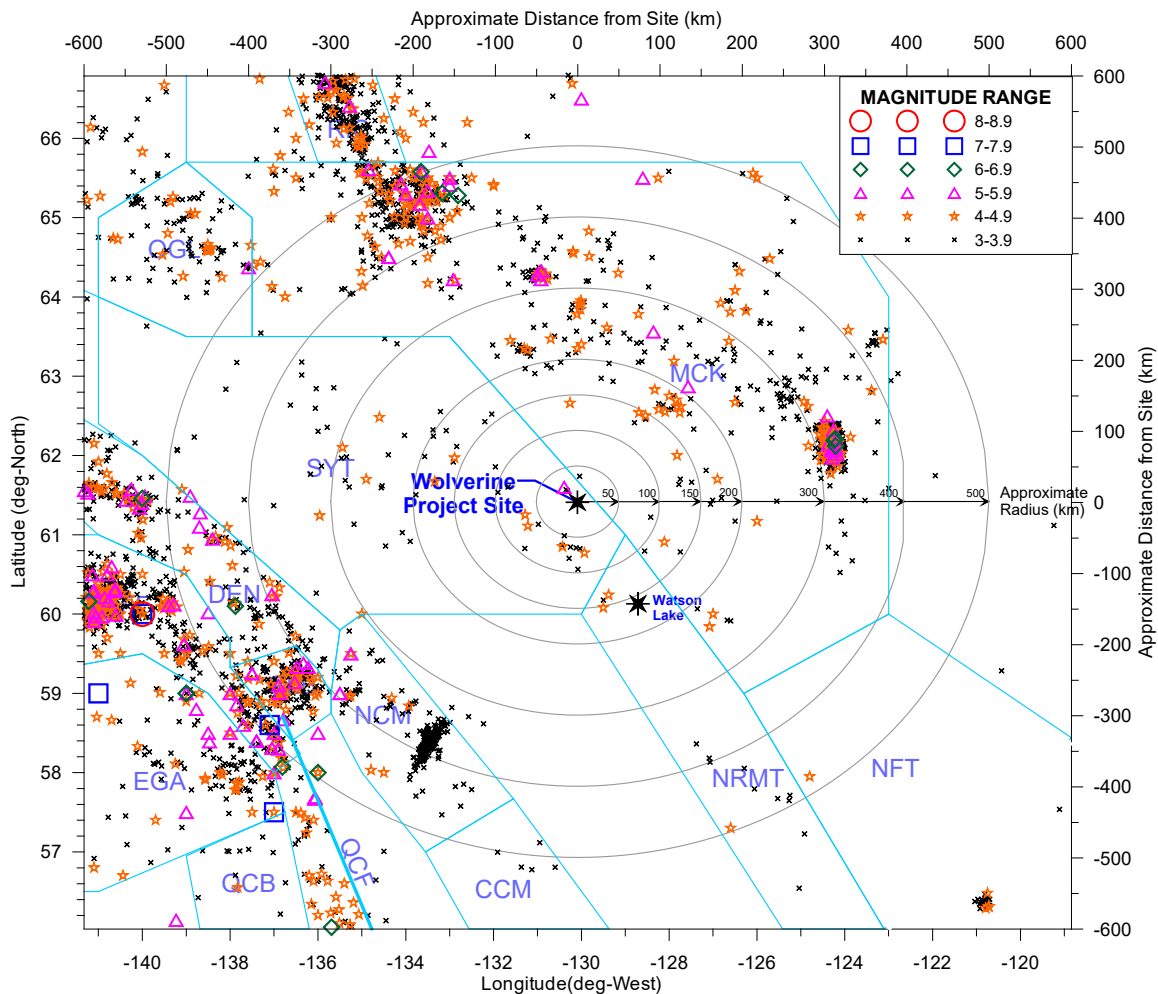 Approximate Distance from Site (km)
-600 -500 -400 -300 -200 -100 0 100 200 300 400 500 600
MAGNITUDE RANGE
8-8.9
7-7.9
6-6.9
5-5.9
4-4.9
3-3.9
600
500
400
300
200
100
0
-100
-200
-300
-400
-500
-600
Approximate Distance from Site (km)
66
65
64
63
62
61
60
59
58
57
Latitude (deg-North)
MCK
SYT
Wolverine
Project Site
50 100 150 200 300 400 500
Approximate
Radius (km)
DEN
Watson
Lake
NCM
EGA
NRMT
NFT
QCF
QCB
CCM
-140 -138 -136 -134 -132 -130 -128 -126 -124 -122 -120
Longitude(deg-West)